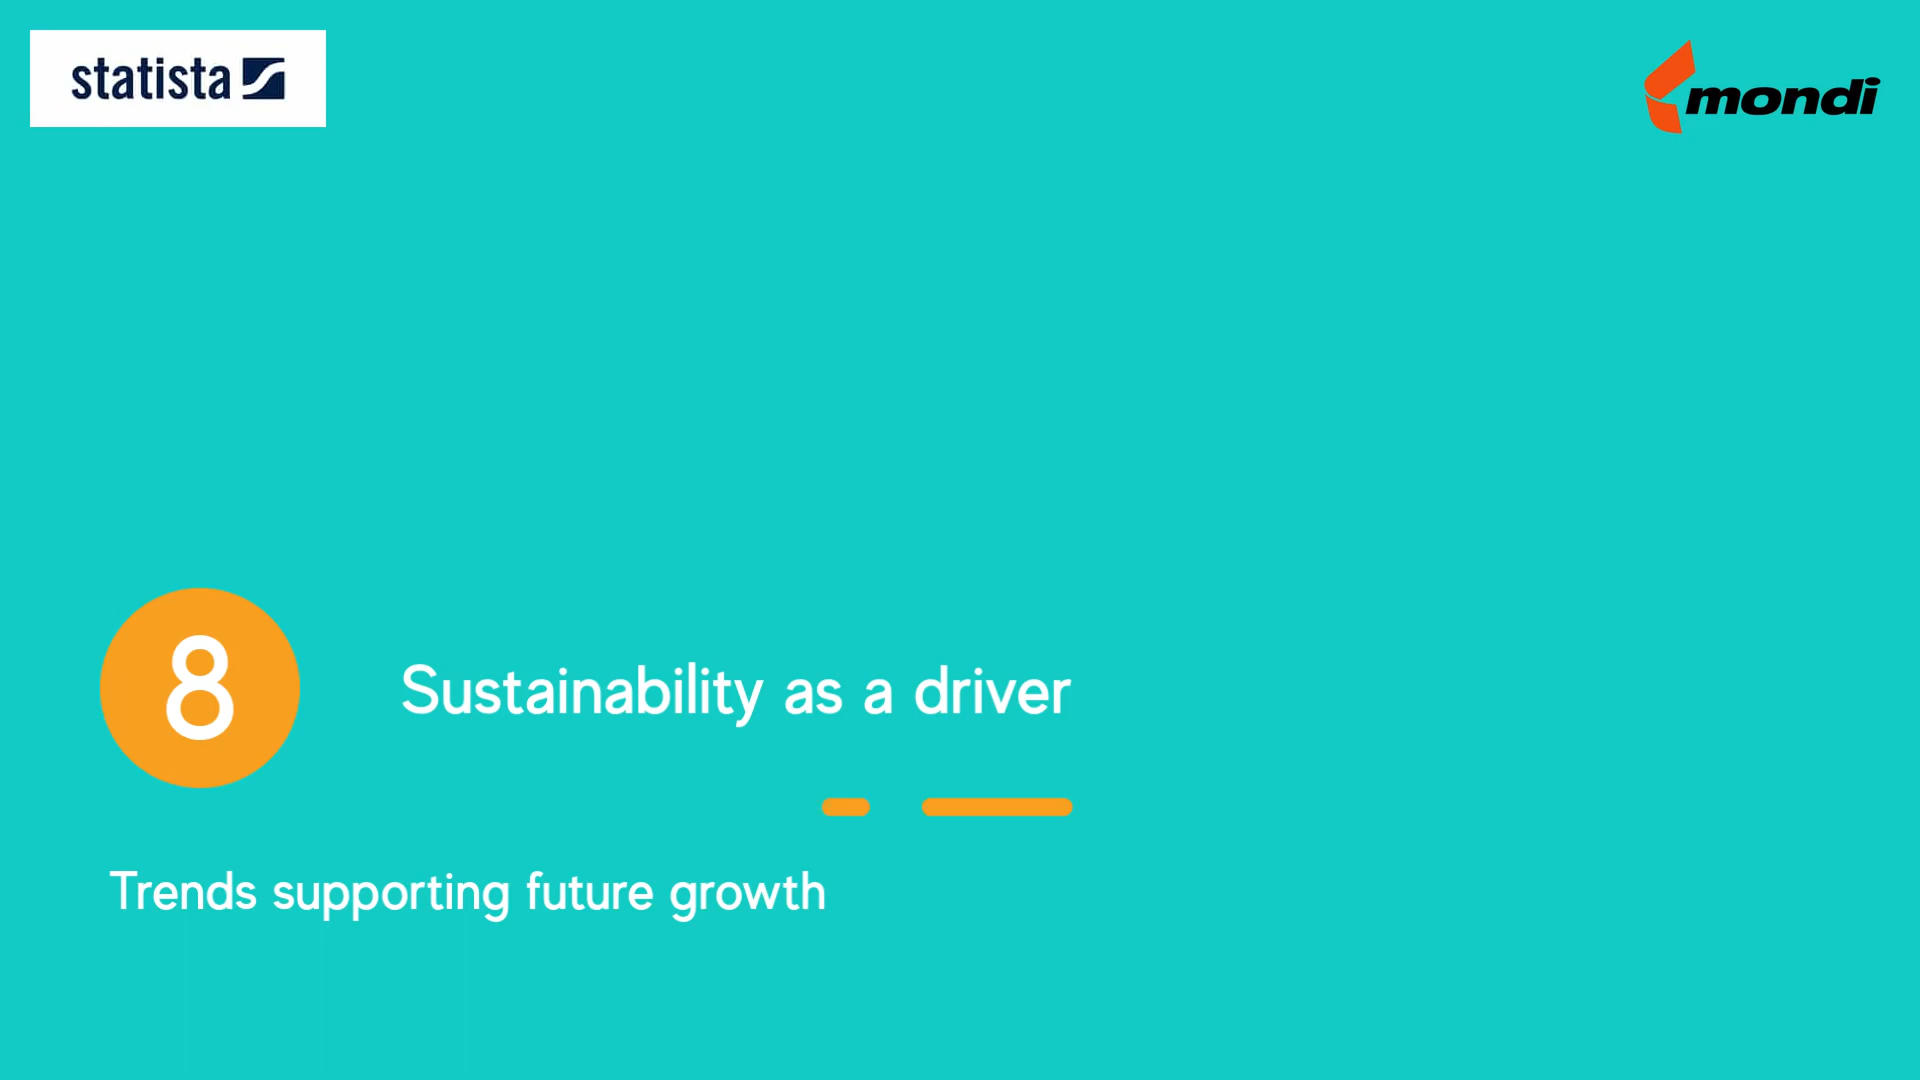 statista
mondi
8
Sustainability as a driver
Trends supporting future growth